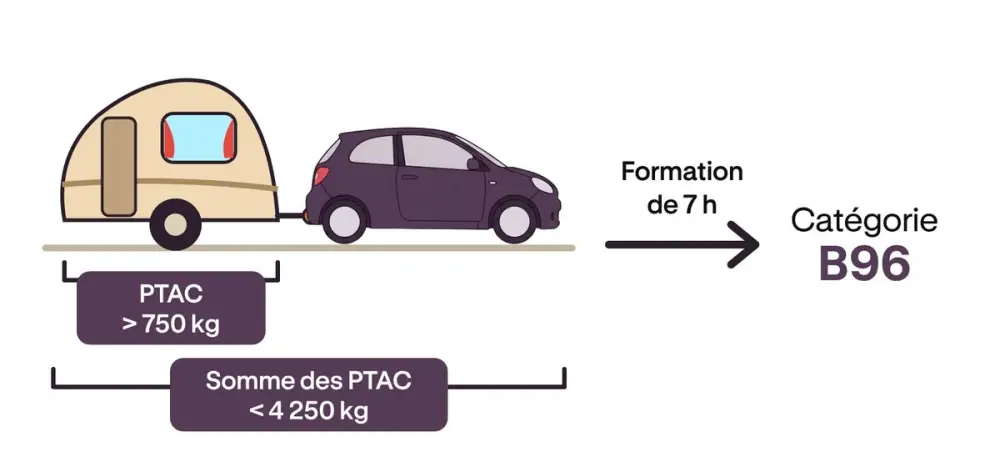 Formation
de 7 h
Catégorie
B96
PTAC
> 750 kg
Somme des PTAC
< 4 250 kg